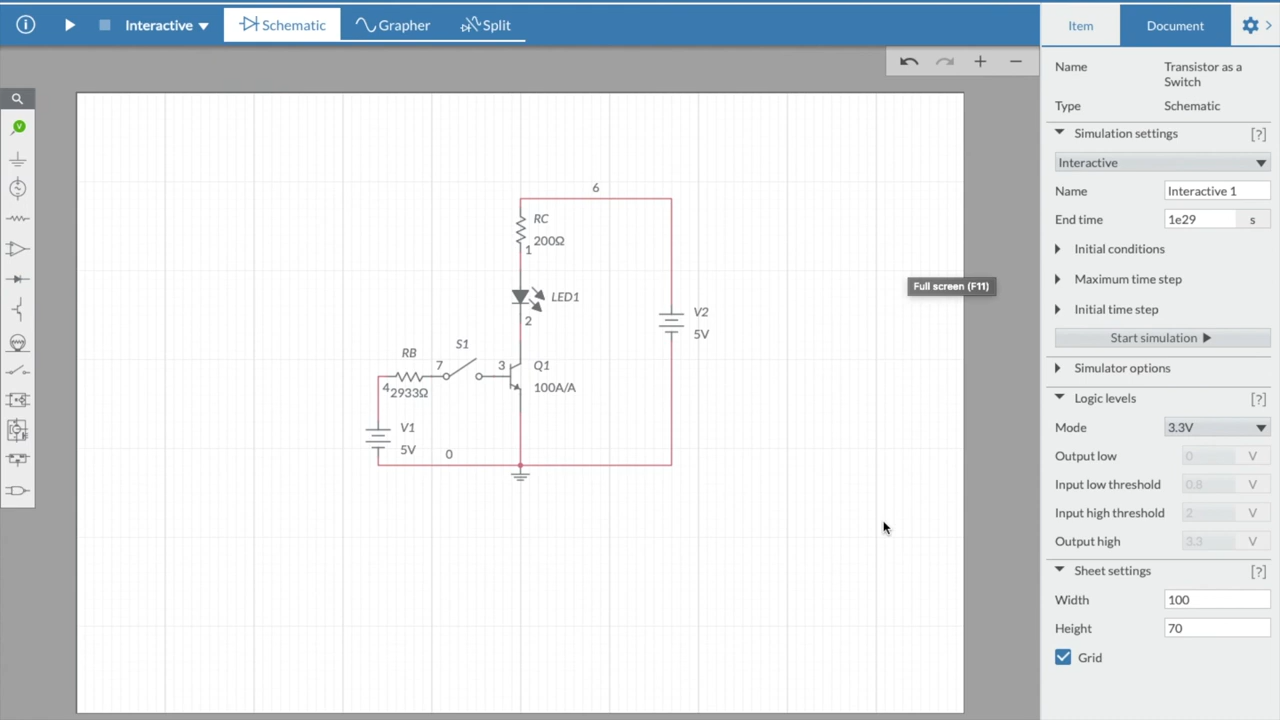 Interactive
Schematic
Grapher
Split
Item
Document
Name
Transistor as a
Switch
Type
Schematic
Simulation settings
[?]
Interactive
Name
Interactive 1
End time
1e29
s
Initial conditions
Maximum time step
Initial time step
Start simulation
Simulator options
Logic levels
[?]
Mode
3.3V
Output low
0
V
Input low threshold
0.8
V
Input high threshold
2
V
Output high
3.3
V
Sheet settings
[?]
Width
100
Height
70
Grid
Full screen (F11)
V
6
RC
200Ω
1
LED1
2
V2
5V
S1
RB
7
3
Q1
4
2933Ω
100A/A
V1
5V
0